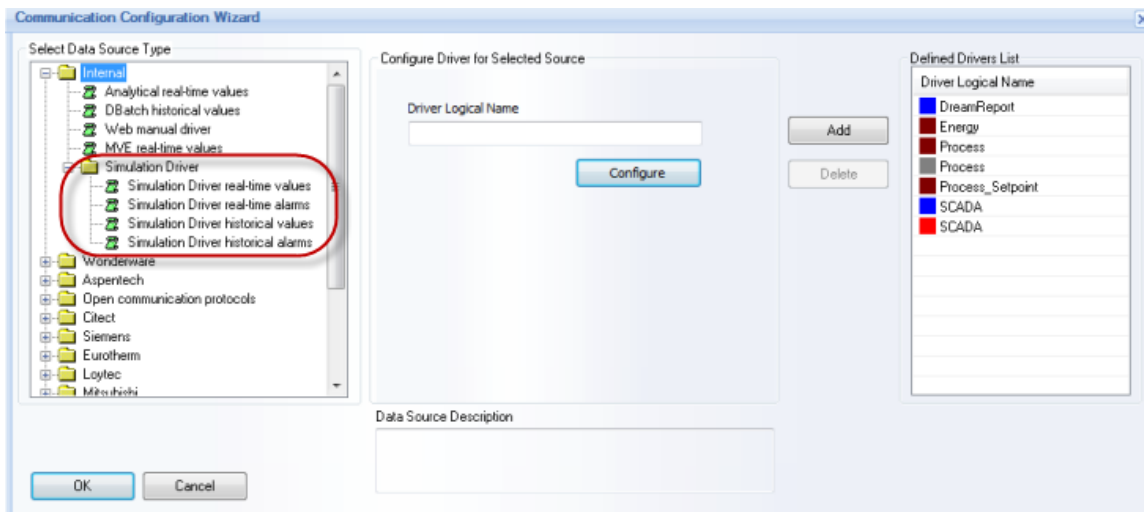 Communication Configuration Wizard
Select Data Source Type
Internal
Analytical real-time values
DBatch historical values
Web manual driver
MVE real-time values
Simulation Driver
Simulation Driver real-time values
Simulation Driver real-time alarms
Simulation Driver historical values
Simulation Driver historical alarms
Wonderware
Aspentech
Open communication protocols
Citect
Siemens
Eurotherm
Loytec
Mitsubishi
OK
Cancel
Configure Driver for Selected Source
Driver Logical Name
Configure
Add
Delete
Data Source Description
Defined Drivers List
Driver Logical Name
DreamReport
Energy
Process
Process
Process_Setpoint
SCADA
SCADA